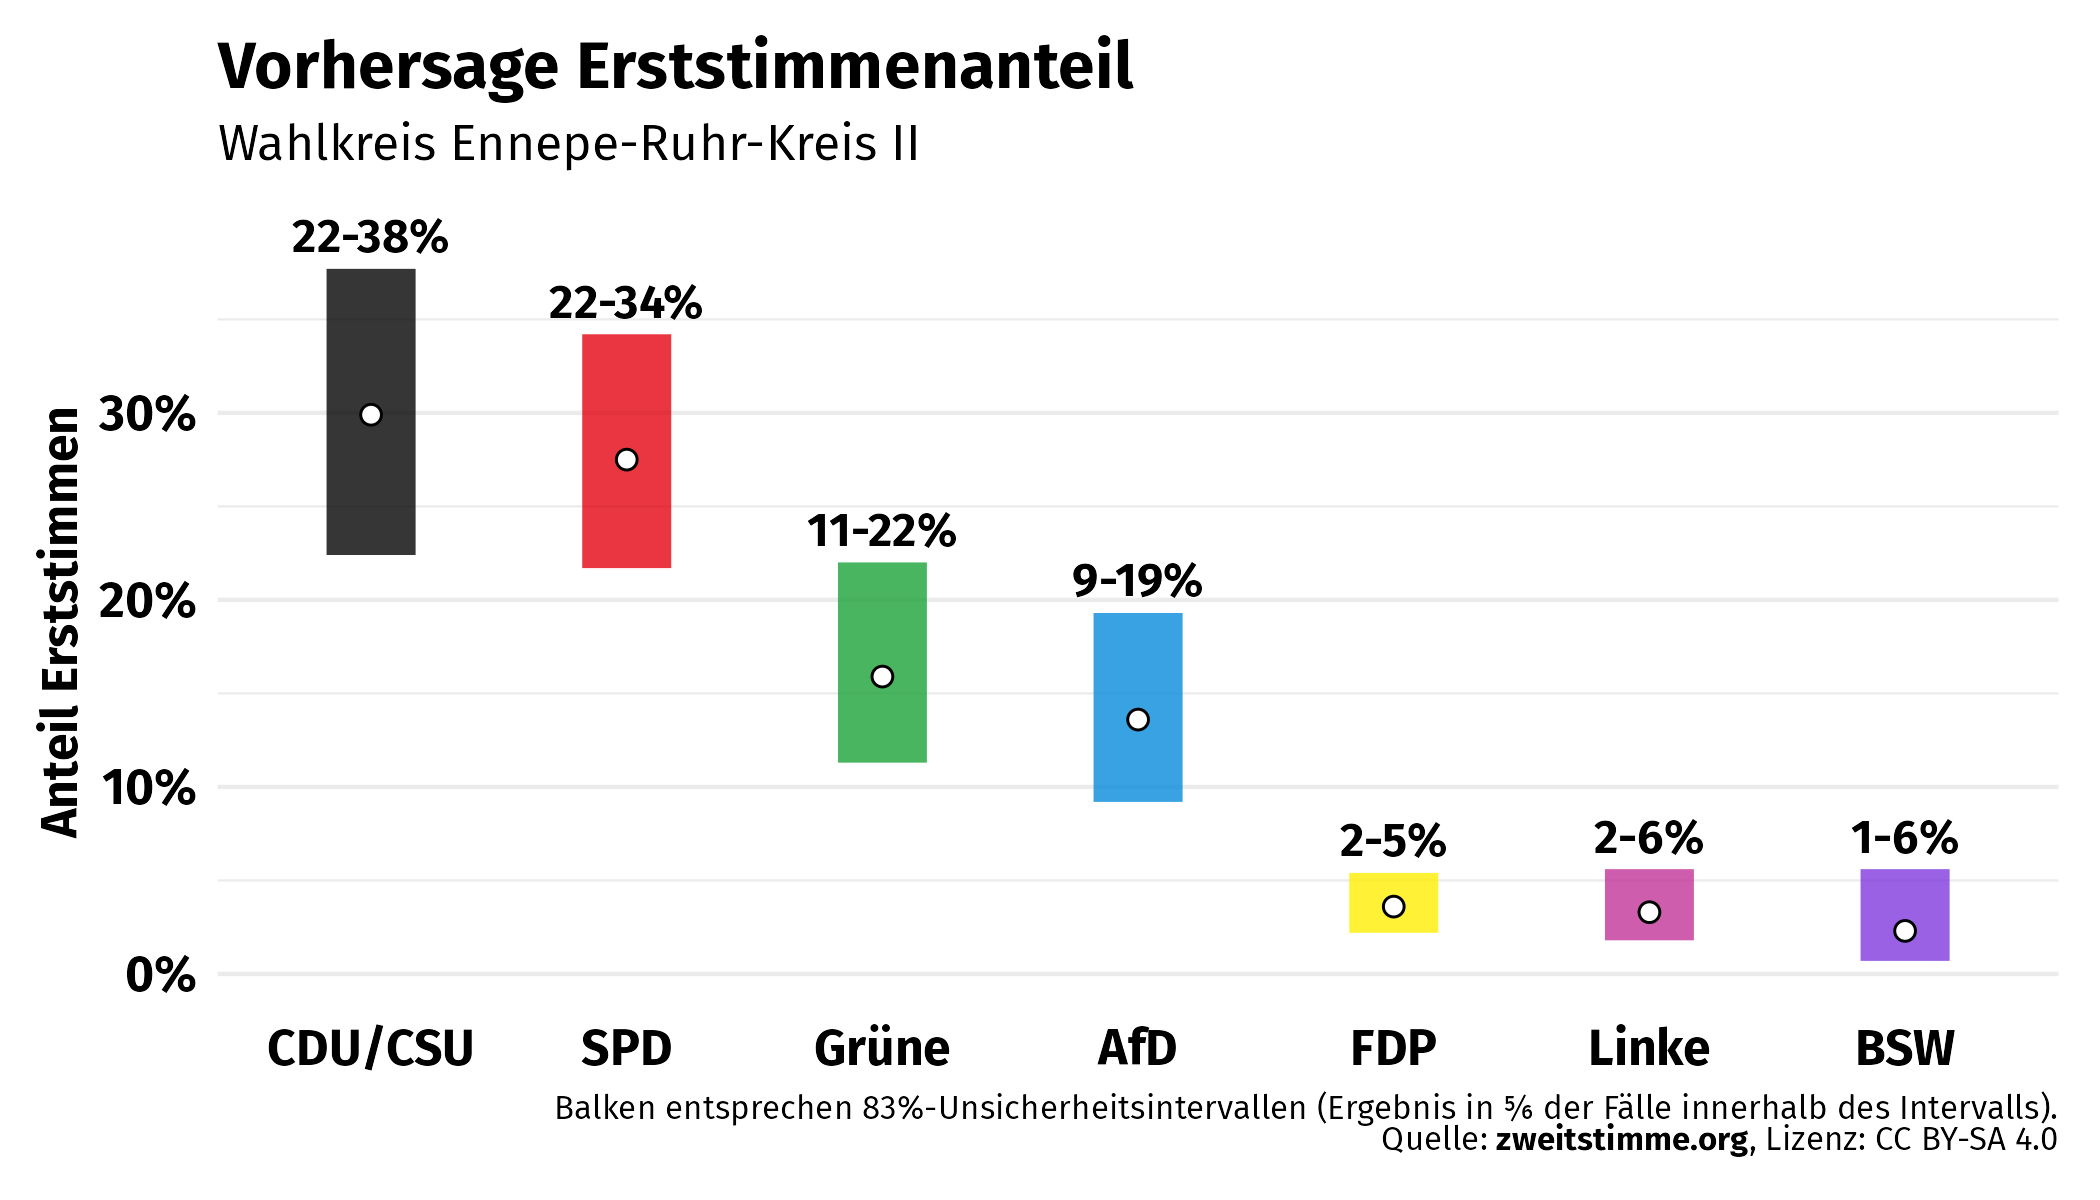 Vorhersage Erststimmenanteil
Wahlkreis Ennepe-Ruhr-Kreis II
22-38%
22-34%
11-22%
9-19%
2-5%
2-6%
1-6%
Anteil Erststimmen
30%
20%
10%
0%
CDU/CSU
SPD
Grüne
AfD
FDP
Linke
BSW
Balken entsprechen 83%-Unsicherheitsintervallen (Ergebnis in ⅚ der Fälle innerhalb des Intervalls).
Quelle: zweitstimme.org, Lizenz: CC BY-SA 4.0